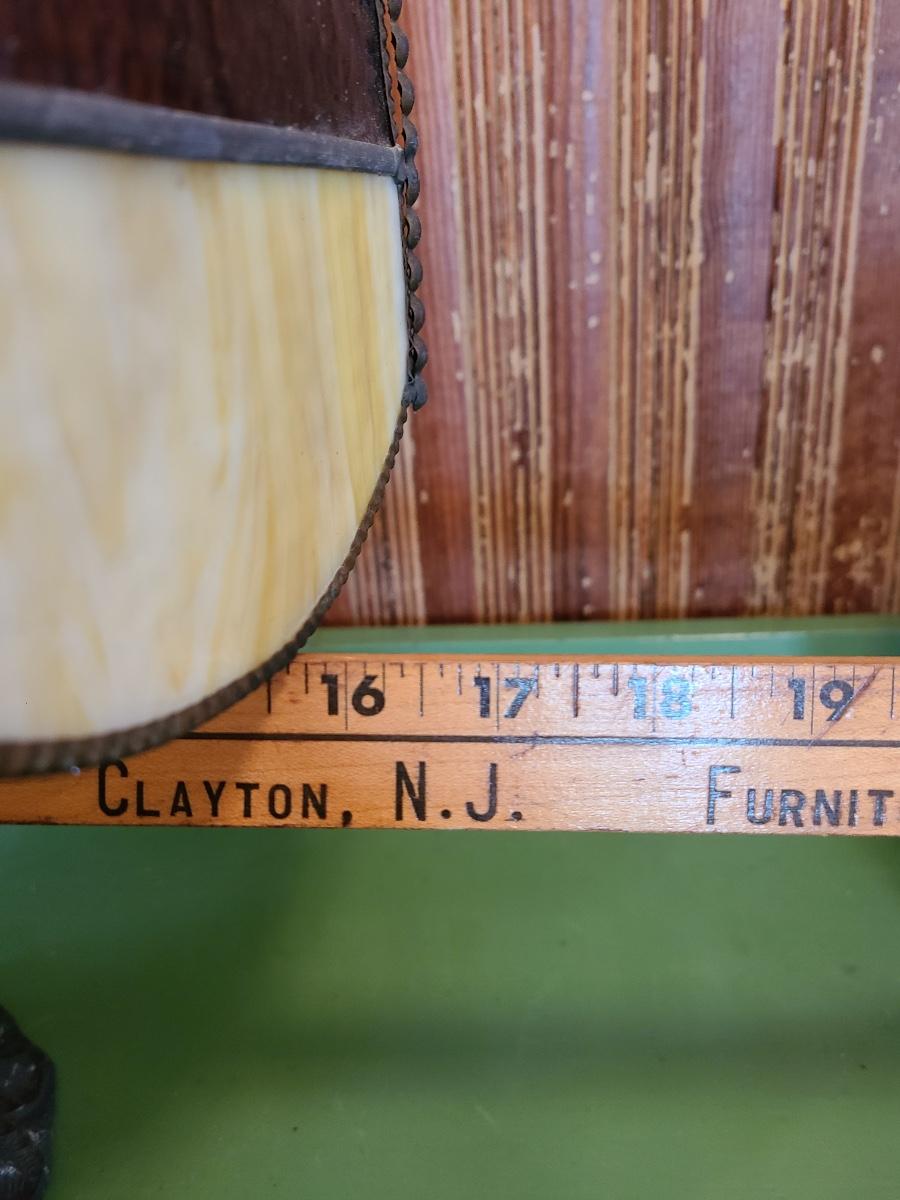 16 17 18 19
CLAYTON, N.J. FURNIT